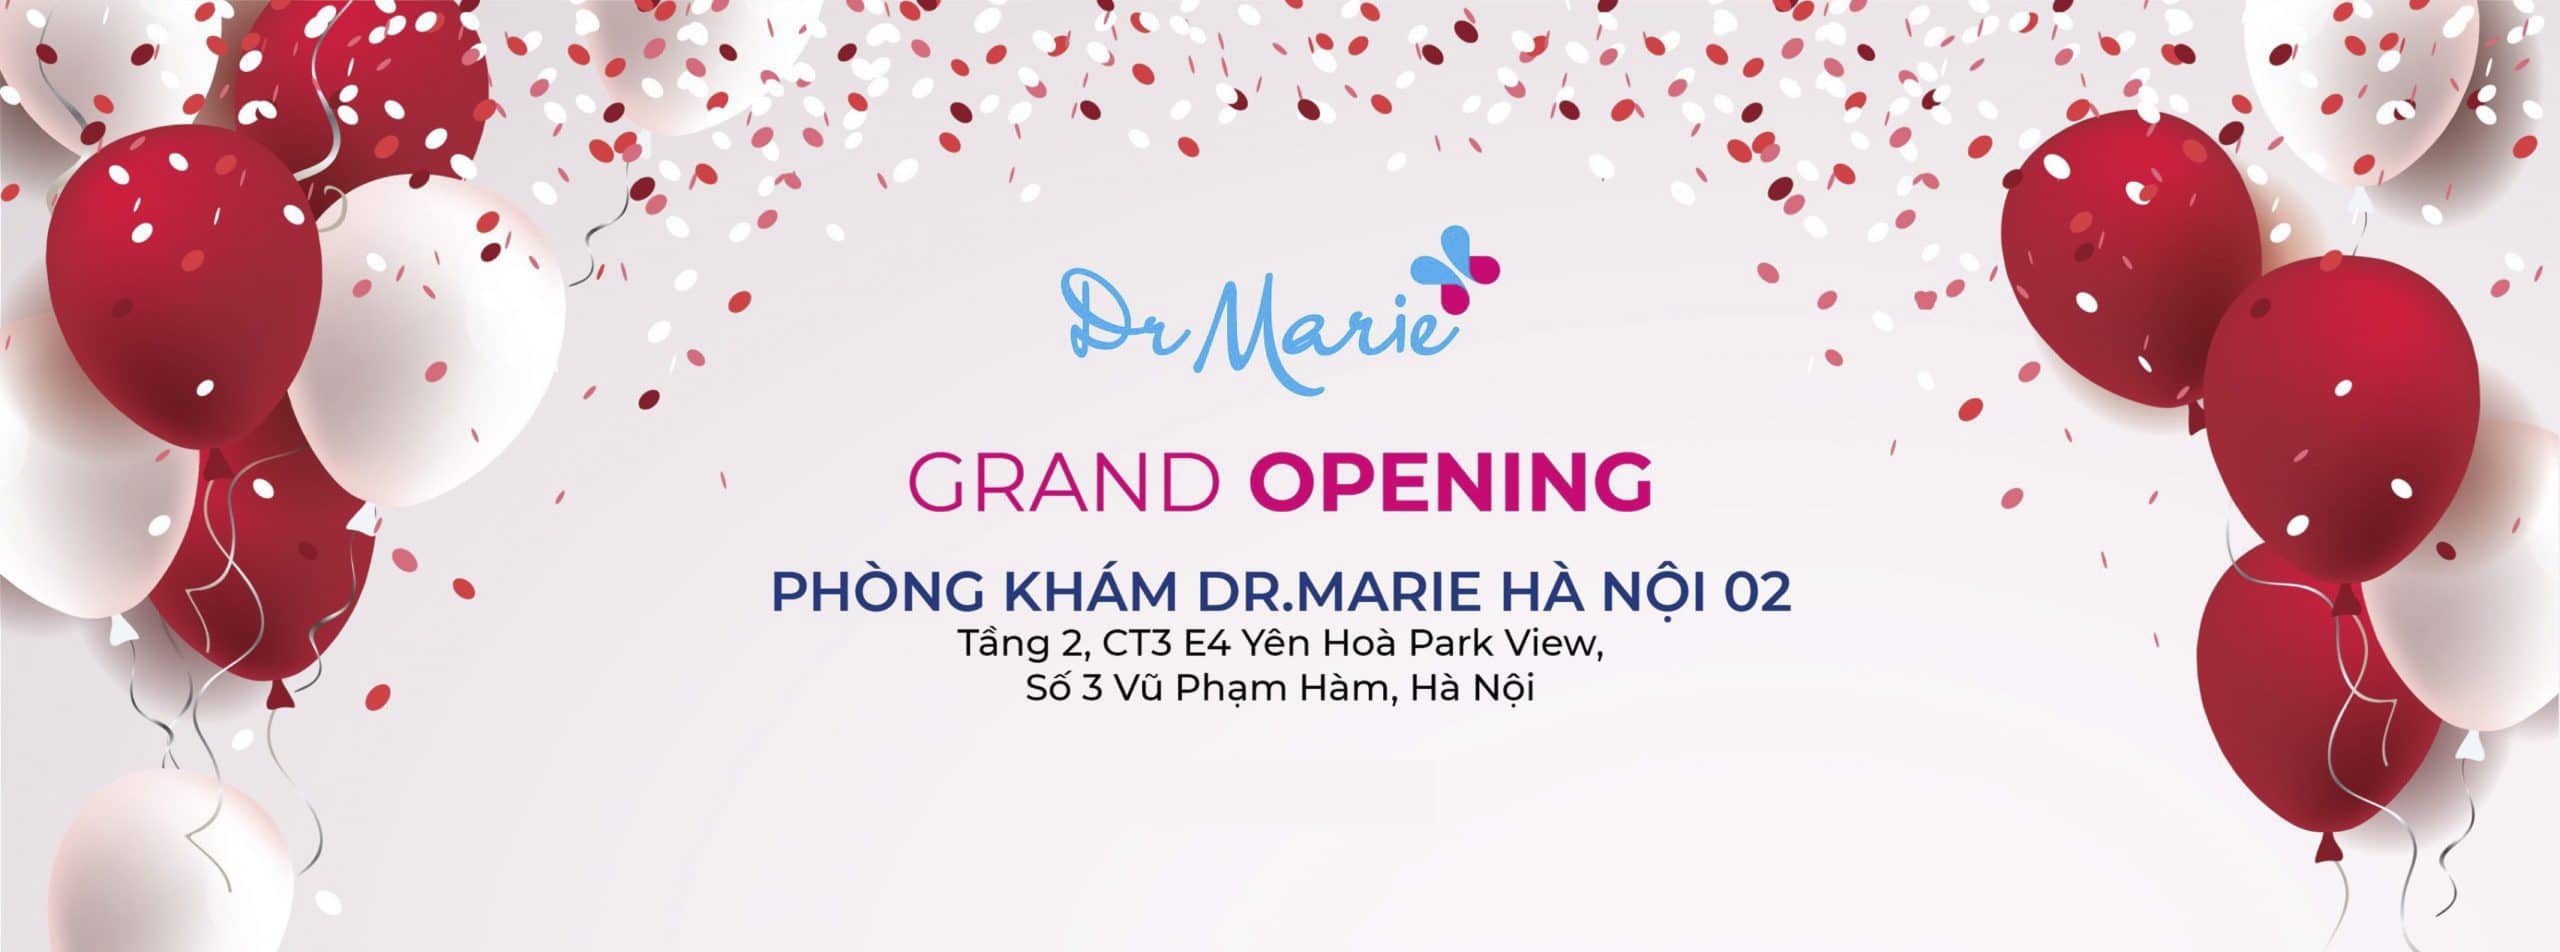 Dr Marie
GRAND OPENING
PHÒNG KHÁM DR.MARIE HÀ NỘI 02
Tầng 2, CT3 E4 Yên Hoà Park View,
Số 3 Vũ Phạm Hàm, Hà Nội